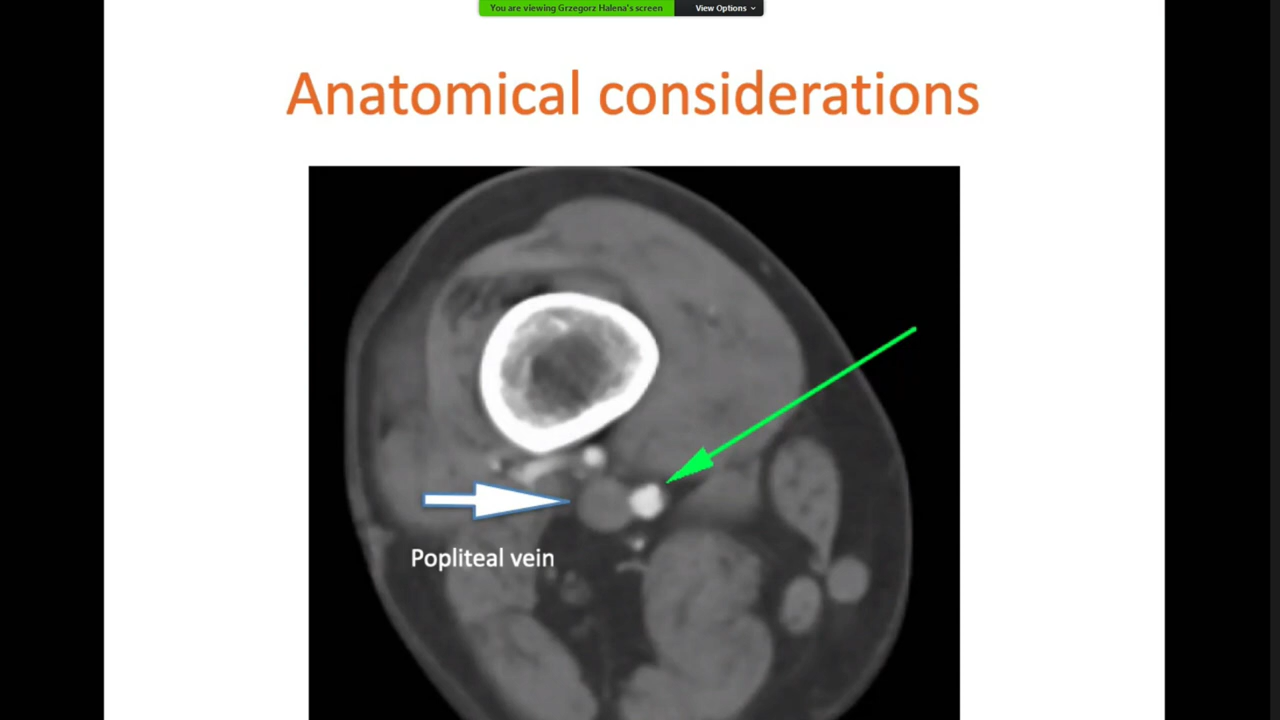 You are viewing Grzegorz Halena's screen
View Options
Anatomical considerations
Popliteal vein